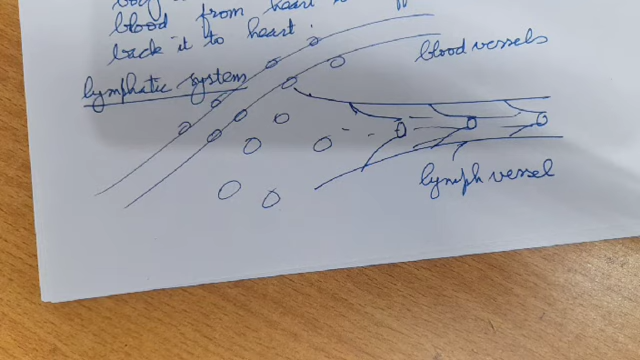 blood from heart to
back it to heart.
blood vessels
lymphatic system
lymph vessel